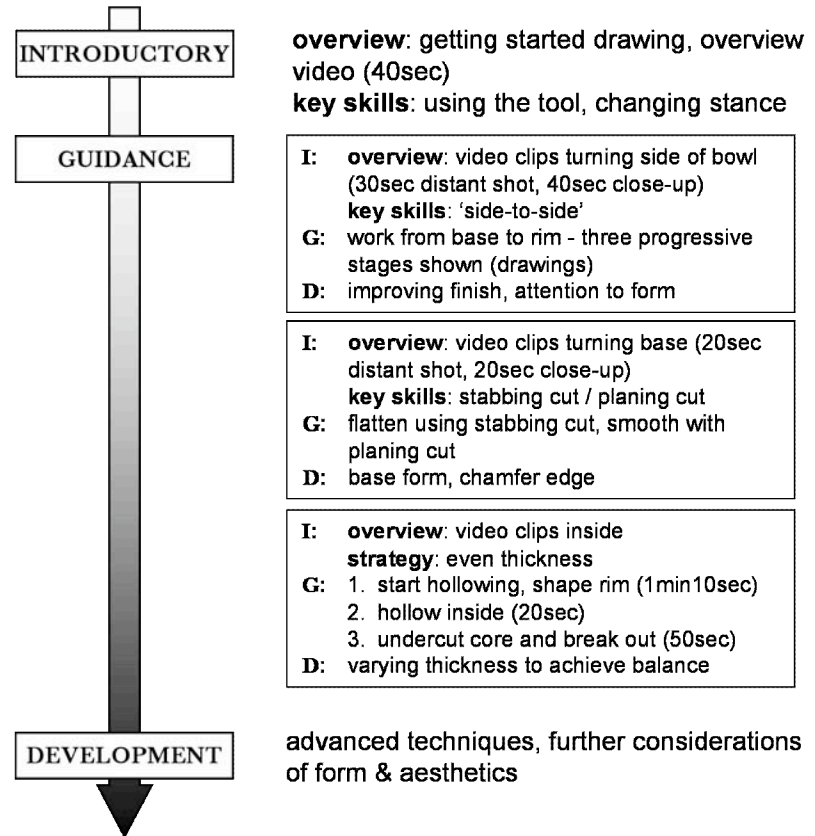 INTRODUCTORY
overview: getting started drawing, overview
video (40sec)
key skills: using the tool, changing stance
GUIDANCE
I: overview: video clips turning side of bowl
(30sec distant shot, 40sec close-up)
key skills: ‘side-to-side’
G: work from base to rim - three progressive
stages shown (drawings)
D: improving finish, attention to form
I: overview: video clips turning base (20sec
distant shot, 20sec close-up)
key skills: stabbing cut / planing cut
G: flatten using stabbing cut, smooth with
planing cut
D: base form, chamfer edge
I: overview: video clips inside
strategy: even thickness
G: 1. start hollowing, shape rim (1min10sec)
2. hollow inside (20sec)
3. undercut core and break out (50sec)
D: varying thickness to achieve balance
DEVELOPMENT
advanced techniques, further considerations
of form & aesthetics